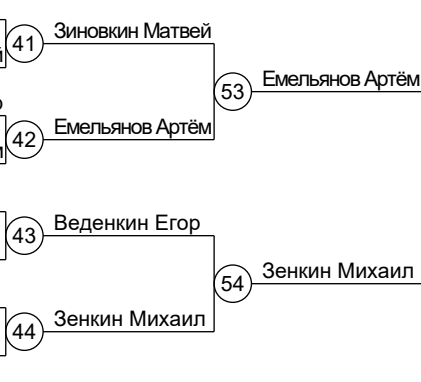 41
Зиновкин Матвей
53
Емельянов Артём
42
Емельянов Артём
43
Веденкин Егор
54
Зенкин Михаил
44
Зенкин Михаил